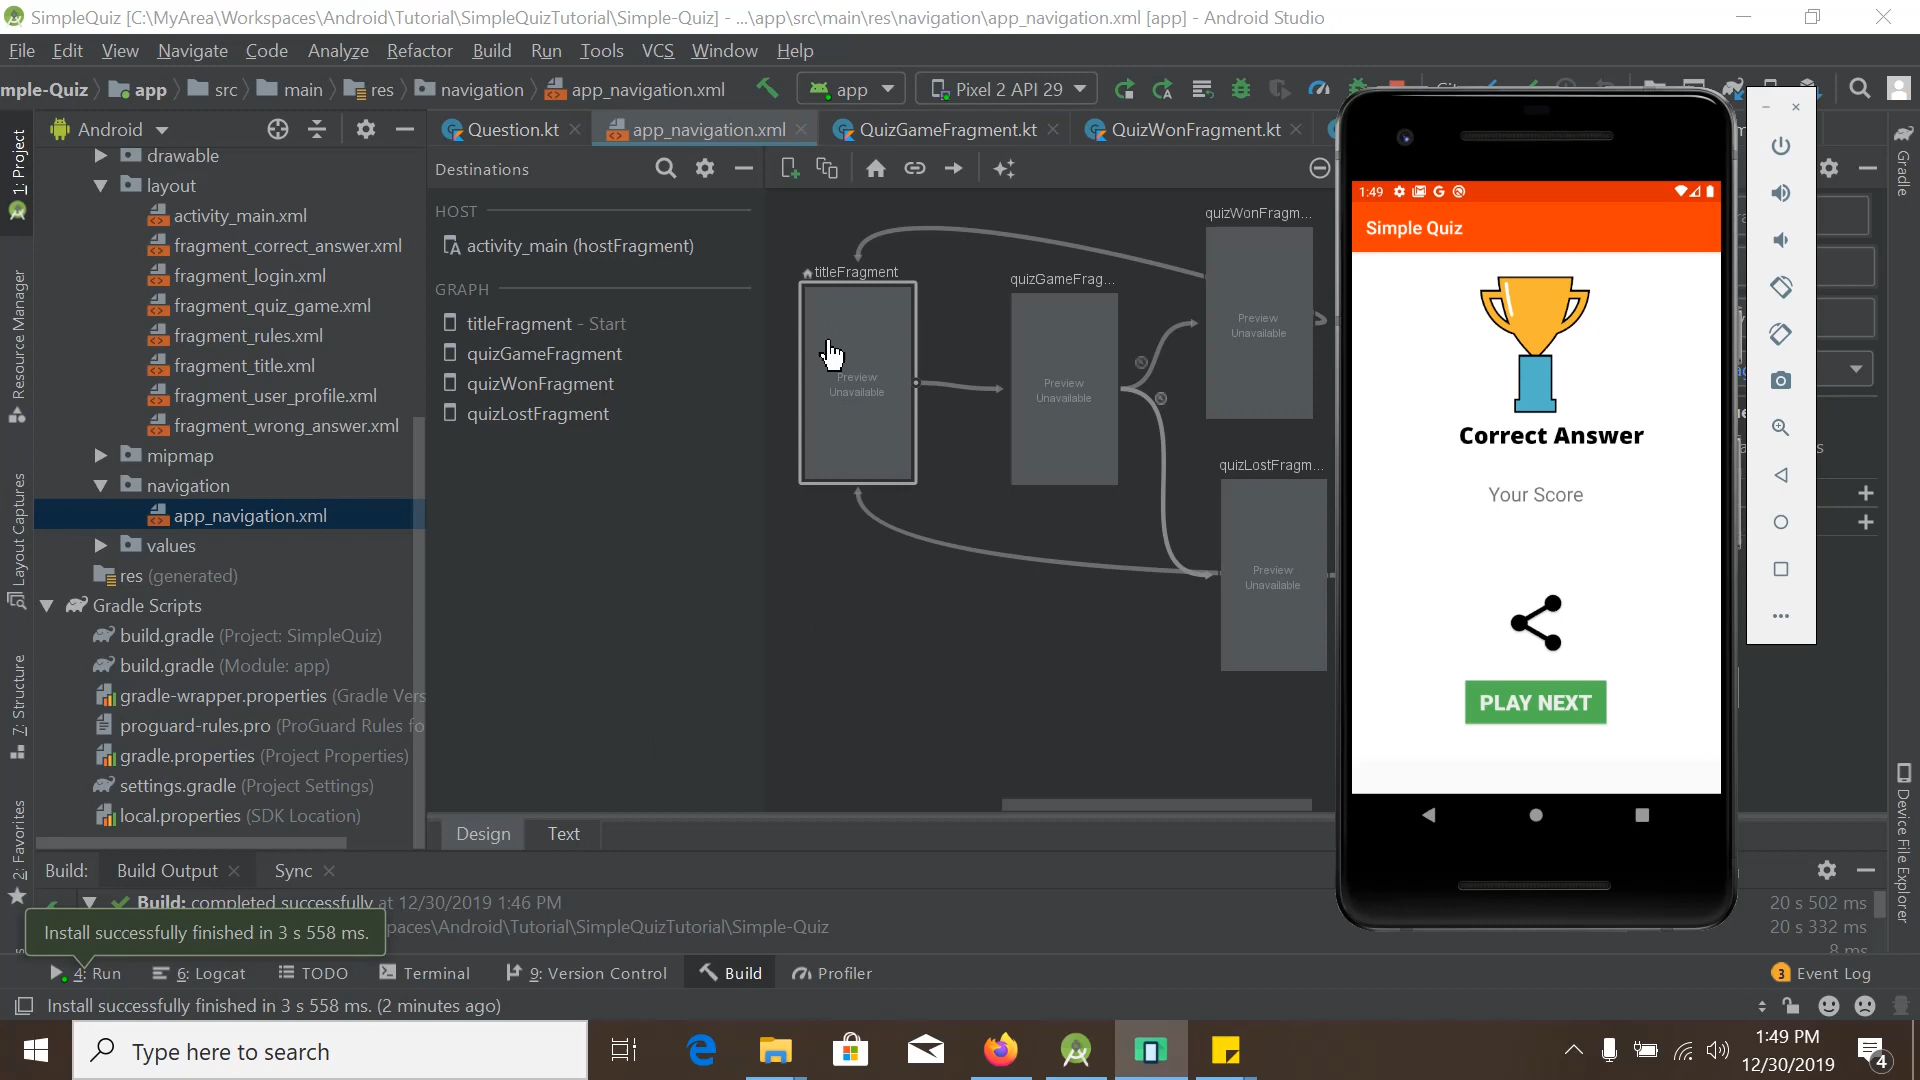 SimpleQuiz [C:\MyArea\Workspaces\Android\Tutorial\SimpleQuizTutorial\Simple-Quiz] - ...\app\src\main\res\navigation\app_navigation.xml [app] - Android Studio
File Edit View Navigate Code Analyze Refactor Build Run Tools VCS Window Help
mple-Quiz app src main res navigation app_navigation.xml app Pixel 2 API 29
Android
Question.kt app_navigation.xml QuizGameFragment.kt QuizWonFragment.kt
1: Project
Resource Manager
Layout Captures
7: Structure
2: Favorites
drawable
layout
activity_main.xml
fragment_correct_answer.xml
fragment_login.xml
fragment_quiz_game.xml
fragment_rules.xml
fragment_title.xml
fragment_user_profile.xml
fragment_wrong_answer.xml
mipmap
navigation
app_navigation.xml
values
res (generated)
Gradle Scripts
build.gradle (Project: SimpleQuiz)
build.gradle (Module: app)
gradle-wrapper.properties (Gradle Vers
proguard-rules.pro (ProGuard Rules fo
gradle.properties (Project Properties)
settings.gradle (Project Settings)
local.properties (SDK Location)
Destinations
HOST
activity_main (hostFragment)
GRAPH
titleFragment - Start
quizGameFragment
quizWonFragment
quizLostFragment
titleFragment
Preview
Unavailable
quizGameFrag...
Preview
Unavailable
quizWonFragm...
Preview
Unavailable
quizLostFragm...
Preview
Unavailable
Design Text
1:49
Simple Quiz
Correct Answer
Your Score
PLAY NEXT
Gradle
Device File Explorer
Build: Build Output Sync
Build: completed successfully at 12/30/2019 1:46 PM
paces\Android\Tutorial\SimpleQuizTutorial\Simple-Quiz
20 s 502 ms
20 s 332 ms
8 ms
Install successfully finished in 3 s 558 ms.
4: Run 6: Logcat TODO Terminal 9: Version Control Build Profiler
3 Event Log
Install successfully finished in 3 s 558 ms. (2 minutes ago)
Type here to search
1:49 PM
12/30/2019
4